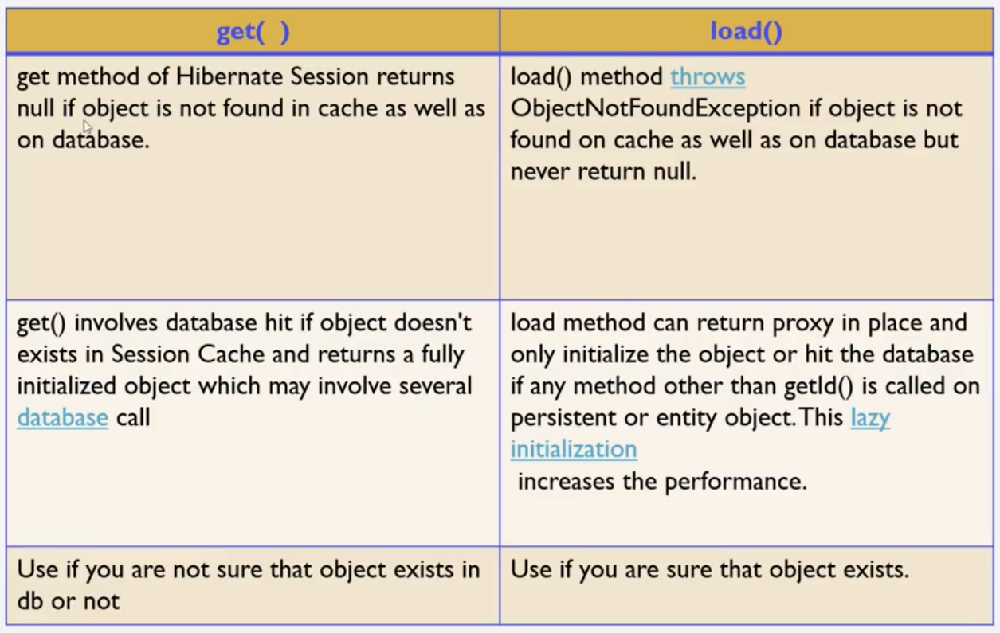 get( )
load()
get method of Hibernate Session returns
null if object is not found in cache as well as
on database.
load() method throws
ObjectNotFoundException if object is not
found on cache as well as on database but
never return null.
get() involves database hit if object doesn't
exists in Session Cache and returns a fully
initialized object which may involve several
database call
load method can return proxy in place and
only initialize the object or hit the database
if any method other than getId() is called on
persistent or entity object. This lazy
initialization
increases the performance.
Use if you are not sure that object exists in
db or not
Use if you are sure that object exists.